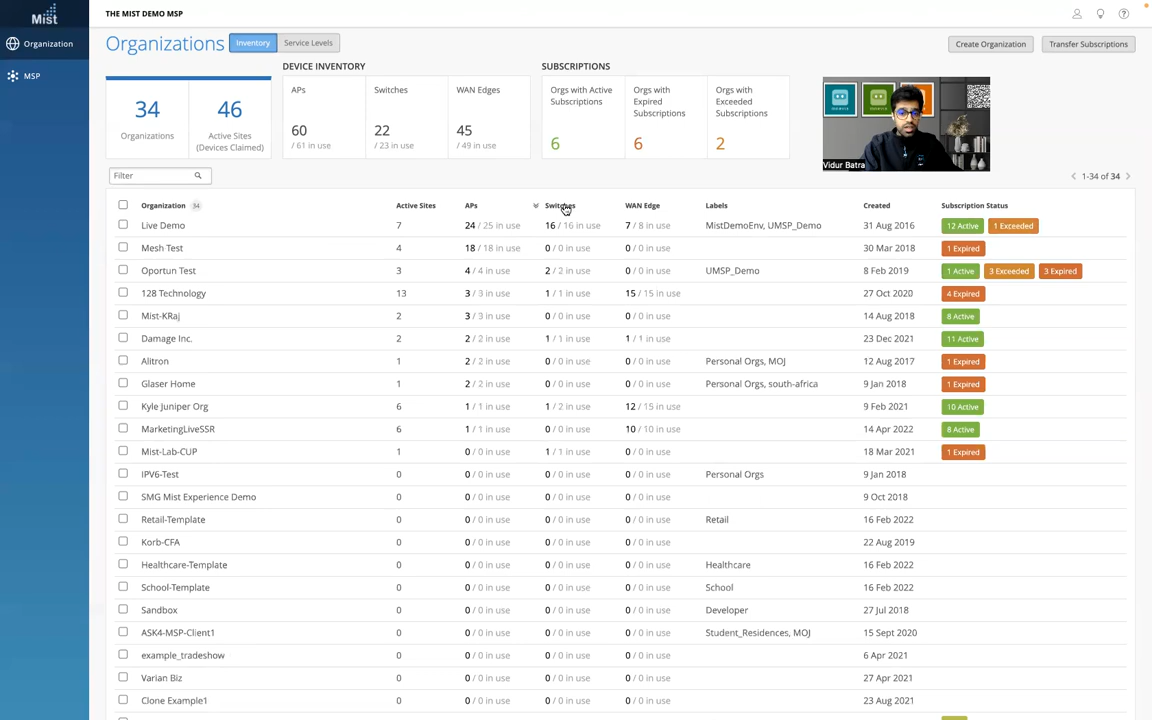 Mist
THE MIST DEMO MSP
Organization
MSP
Organizations
Inventory
Service Levels
Create Organization
Transfer Subscriptions
DEVICE INVENTORY
SUBSCRIPTIONS
34
Organizations
46
Active Sites
(Devices Claimed)
APs
60
/ 61 in use
Switches
22
/ 23 in use
WAN Edges
45
/ 49 in use
Orgs with Active
Subscriptions
6
Orgs with
Expired
Subscriptions
6
Orgs with
Exceeded
Subscriptions
2
Vidur Batra
Filter
1-34 of 34
Organization 34 Active Sites APs Switches WAN Edge Labels Created Subscription Status
Live Demo 7 24 / 25 in use 16 / 16 in use 7 / 8 in use MistDemoEnv, UMSP_Demo 31 Aug 2016 12 Active 1 Exceeded
Mesh Test 4 18 / 18 in use 0 / 0 in use 0 / 0 in use 30 Mar 2018 1 Expired
Oportun Test 3 4 / 4 in use 2 / 2 in use 0 / 0 in use UMSP_Demo 8 Feb 2019 1 Active 3 Exceeded 3 Expired
128 Technology 13 3 / 3 in use 1 / 1 in use 15 / 15 in use 27 Oct 2020 4 Expired
Mist-KRaj 2 3 / 3 in use 0 / 0 in use 0 / 0 in use 14 Aug 2018 8 Active
Damage Inc. 2 2 / 2 in use 1 / 1 in use 1 / 1 in use 23 Dec 2021 11 Active
Alitron 1 2 / 2 in use 0 / 0 in use 0 / 0 in use Personal Orgs, MOJ 12 Aug 2017 1 Expired
Glaser Home 1 2 / 2 in use 0 / 0 in use 0 / 0 in use Personal Orgs, south-africa 9 Jan 2018 1 Expired
Kyle Juniper Org 6 1 / 1 in use 1 / 2 in use 12 / 15 in use 9 Feb 2021 10 Active
MarketingLiveSSR 6 1 / 1 in use 0 / 0 in use 10 / 10 in use 14 Apr 2022 8 Active
Mist-Lab-CUP 1 0 / 0 in use 1 / 1 in use 0 / 0 in use 18 Mar 2021 1 Expired
IPV6-Test 0 0 / 0 in use 0 / 0 in use 0 / 0 in use Personal Orgs 9 Jan 2018
SMG Mist Experience Demo 0 0 / 0 in use 0 / 0 in use 0 / 0 in use 9 Oct 2018
Retail-Template 0 0 / 0 in use 0 / 0 in use 0 / 0 in use Retail 16 Feb 2022
Korb-CFA 0 0 / 0 in use 0 / 0 in use 0 / 0 in use 22 Aug 2019
Healthcare-Template 0 0 / 0 in use 0 / 0 in use 0 / 0 in use Healthcare 16 Feb 2022
School-Template 0 0 / 0 in use 0 / 0 in use 0 / 0 in use School 16 Feb 2022
Sandbox 0 0 / 0 in use 0 / 0 in use 0 / 0 in use Developer 27 Jul 2018
ASK4-MSP-Client1 0 0 / 0 in use 0 / 0 in use 0 / 0 in use Student_Residences, MOJ 15 Sept 2020
example_tradeshow 0 0 / 0 in use 0 / 0 in use 0 / 0 in use 6 Apr 2021
Varian Biz 0 0 / 0 in use 0 / 0 in use 0 / 0 in use 27 Apr 2021
Clone Example1 0 0 / 0 in use 0 / 0 in use 0 / 0 in use 23 Aug 2021